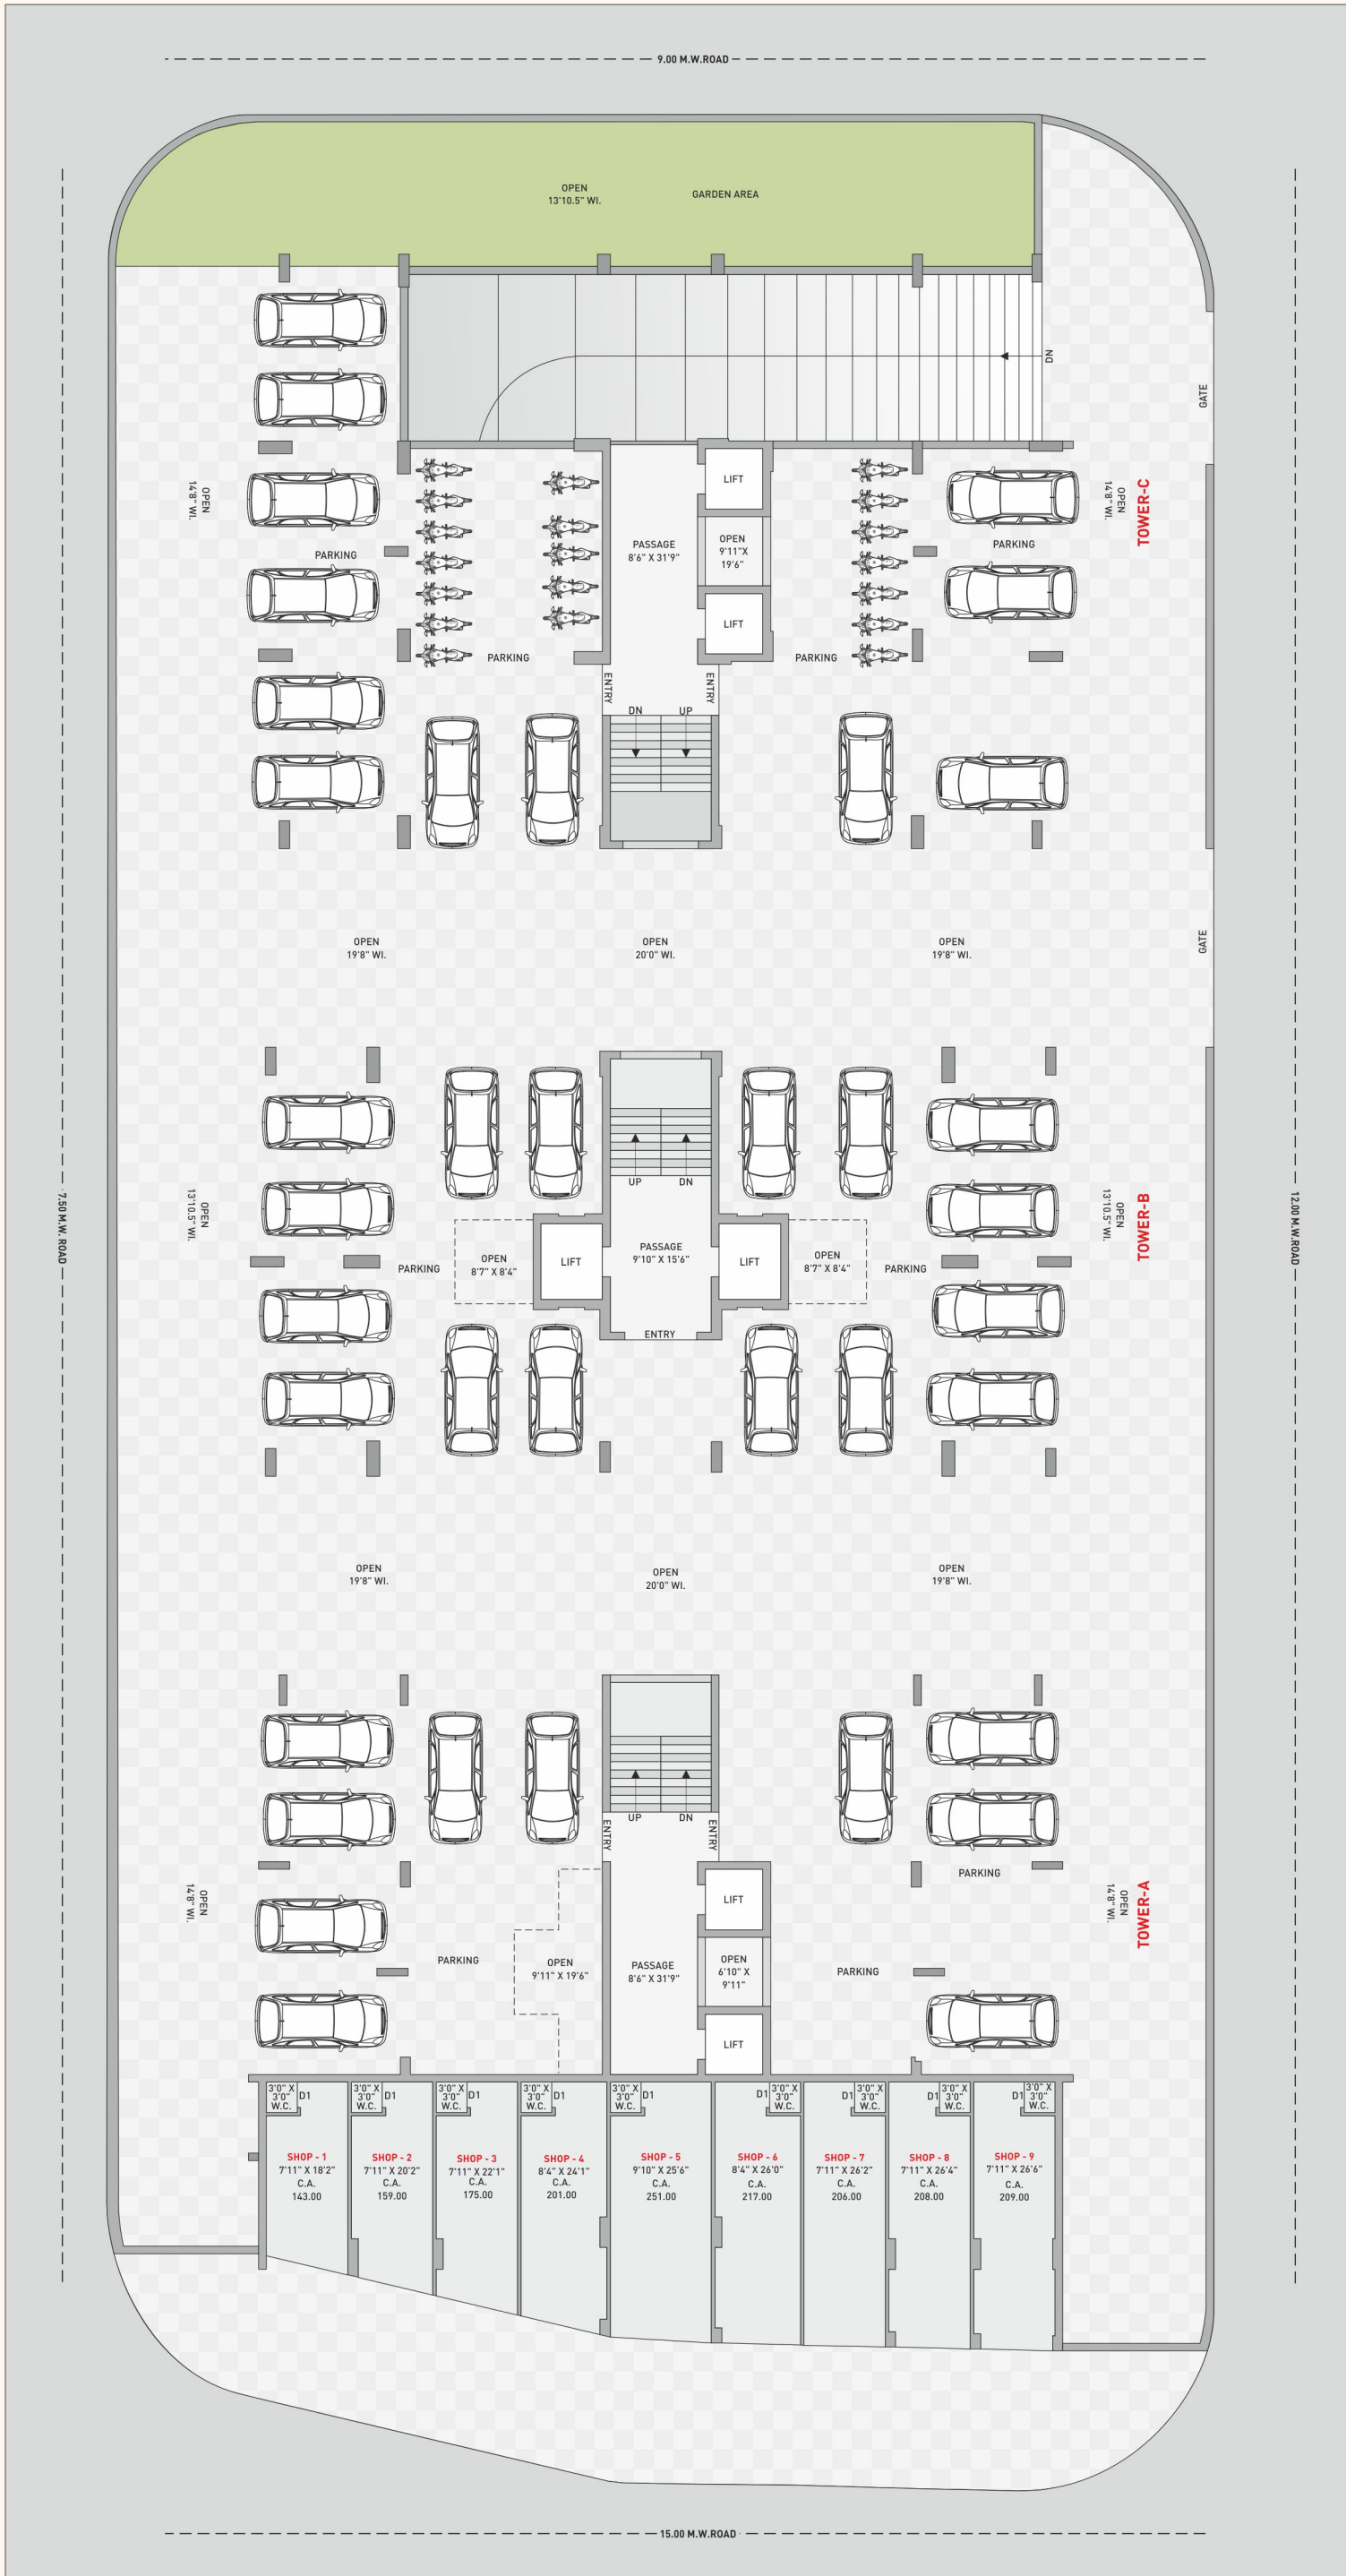 9.00 M.W.ROAD
OPEN
13'10.5" WI.
GARDEN AREA
DN
GATE
OPEN
14'8" WI.
PARKING
PASSAGE
8'6" X 31'9"
LIFT
OPEN
9'11"X
19'6"
LIFT
PARKING
OPEN
14'8" WI.
TOWER-C
PARKING
PARKING
ENTRY
ENTRY
DN
UP
OPEN
19'8" WI.
OPEN
20'0" WI.
OPEN
19'8" WI.
GATE
7.50 M.W. ROAD
12.00 M.W.ROAD
UP
DN
OPEN
13'10.5" WI.
PARKING
OPEN
8'7" X 8'4"
LIFT
PASSAGE
9'10" X 15'6"
LIFT
OPEN
8'7" X 8'4"
PARKING
OPEN
13'10.5" WI.
TOWER-B
ENTRY
OPEN
19'8" WI.
OPEN
20'0" WI.
OPEN
19'8" WI.
UP
DN
ENTRY
ENTRY
PARKING
OPEN
14'8" WI.
LIFT
OPEN
14'8" WI.
TOWER-A
PARKING
OPEN
9'11" X 19'6"
PASSAGE
8'6" X 31'9"
OPEN
6'10" X
9'11"
PARKING
LIFT
3'0" X
3'0"
W.C.
D1
3'0" X
3'0"
W.C.
D1
3'0" X
3'0"
W.C.
D1
3'0" X
3'0"
W.C.
D1
3'0" X
3'0"
W.C.
D1
D1
3'0" X
3'0"
W.C.
D1
3'0" X
3'0"
W.C.
D1
3'0" X
3'0"
W.C.
D1
3'0" X
3'0"
W.C.
SHOP - 1
7'11" X 18'2"
C.A.
143.00
SHOP - 2
7'11" X 20'2"
C.A.
159.00
SHOP - 3
7'11" X 22'1"
C.A.
175.00
SHOP - 4
8'4" X 24'1"
C.A.
201.00
SHOP - 5
9'10" X 25'6"
C.A.
251.00
SHOP - 6
8'4" X 26'0"
C.A.
217.00
SHOP - 7
7'11" X 26'2"
C.A.
206.00
SHOP - 8
7'11" X 26'4"
C.A.
208.00
SHOP - 9
7'11" X 26'6"
C.A.
209.00
15.00 M.W.ROAD